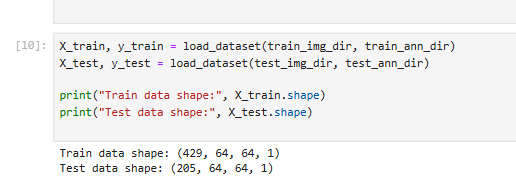 [10]:
X_train, y_train = load_dataset(train_img_dir, train_ann_dir)
X_test, y_test = load_dataset(test_img_dir, test_ann_dir)
print("Train data shape:", X_train.shape)
print("Test data shape:", X_test.shape)
Train data shape: (429, 64, 64, 1)
Test data shape: (205, 64, 64, 1)